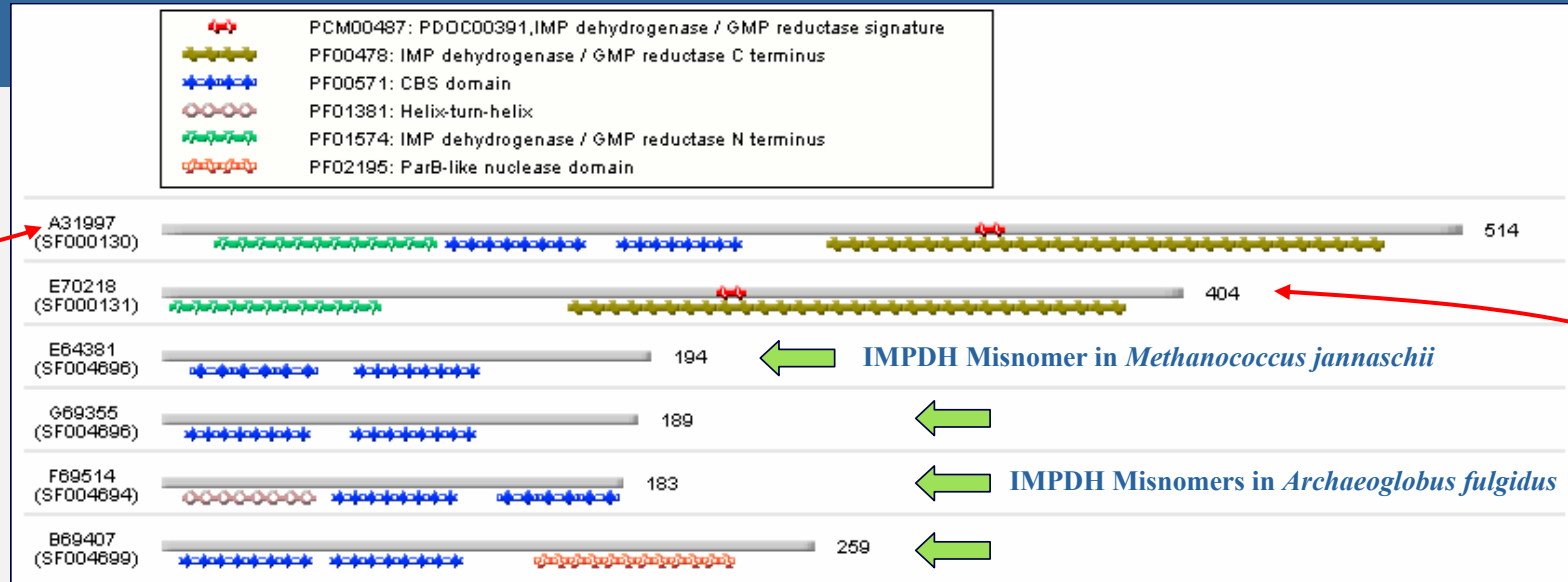 PCM00487: PDOC00391,IMP dehydrogenase / GMP reductase signature
PF00478: IMP dehydrogenase / GMP reductase C terminus
PF00571: CBS domain
PF01381: Helix-turn-helix
PF01574: IMP dehydrogenase / GMP reductase N terminus
PF02195: ParB-like nuclease domain
A31997
(SF000130)
514
E70218
(SF000131)
404
E64381
(SF004696)
194
IMPDH Misnomer in Methanococcus jannaschii
G69355
(SF004696)
189
F69514
(SF004694)
183
IMPDH Misnomers in Archaeoglobus fulgidus
B69407
(SF004699)
259